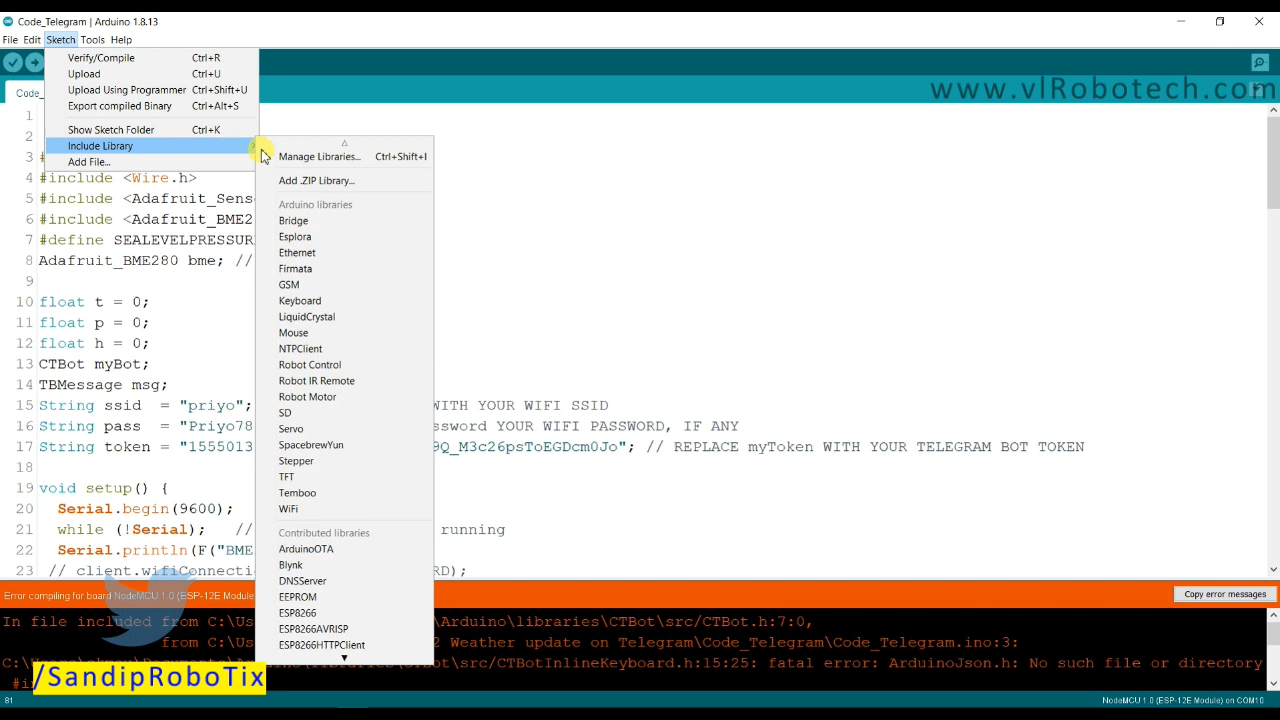 Code_Telegram | Arduino 1.8.13
File Edit Sketch Tools Help
Verify/Compile Ctrl+R
Upload Ctrl+U
Upload Using Programmer Ctrl+Shift+U
Export compiled Binary Ctrl+Alt+S
Show Sketch Folder Ctrl+K
Include Library
Add File...
Code_
www.vlRobotech.com
Manage Libraries... Ctrl+Shift+I
Add .ZIP Library...
Arduino libraries
Bridge
Esplora
Ethernet
Firmata
GSM
Keyboard
LiquidCrystal
Mouse
NTPClient
Robot Control
Robot IR Remote
Robot Motor
SD
Servo
SpacebrewYun
Stepper
TFT
Temboo
WiFi
Contributed libraries
ArduinoOTA
Blynk
DNSServer
EEPROM
ESP8266
ESP8266AVRISP
ESP8266HTTPClient
1
2
3 #
4 #include <Wire.h>
5 #include <Adafruit_Sens
6 #include <Adafruit_BME2
7 #define SEALEVELPRESSUR
8 Adafruit_BME280 bme; //
9
10 float t = 0;
11 float p = 0;
12 float h = 0;
13 CTBot myBot;
14 TBMessage msg;
15 String ssid = "priyo"; WITH YOUR WIFI SSID
16 String pass = "Priyo78 ssword YOUR WIFI PASSWORD, IF ANY
17 String token = "1555013 9Q_M3c26psToEGDcm0Jo"; // REPLACE myToken WITH YOUR TELEGRAM BOT TOKEN
18
19 void setup() {
20 Serial.begin(9600);
21 while (!Serial); // running
22 Serial.println(F("BME
23 // client.wifiConnecti RD);
Error compiling for board NodeMCU 1.0 (ESP-12E Module
Copy error messages
In file included from C:\Us Arduino\libraries\CTBot\src/CTBot.h:7:0,
from C:\Us 2 Weather update on Telegram\Code_Telegram\Code_Telegram.ino:3:
src/CTBotInlineKeyboard.h:15:25: fatal error: ArduinoJson.h: No such file or directory
#i
/SandipRoboTix
81
NodeMCU 1.0 (ESP-12E Module) on COM10